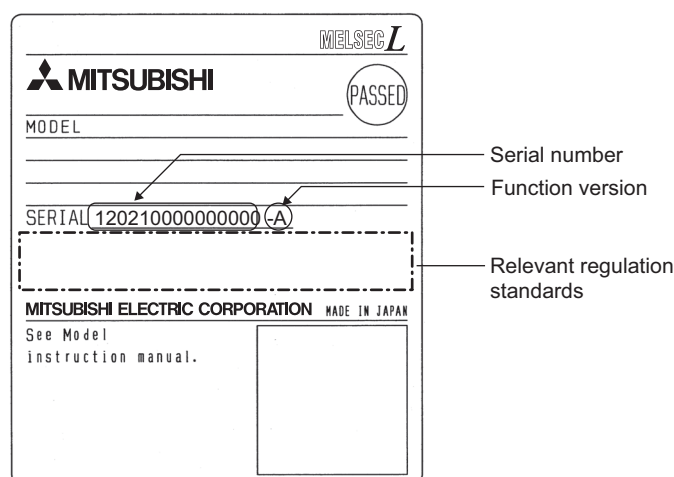 MELSEC L
MITSUBISHI
PASSED
MODEL
Serial number
Function version
SERIAL 120210000000000 -A
Relevant regulation
standards
MITSUBISHI ELECTRIC CORPORATION MADE IN JAPAN
See Model
instruction manual.